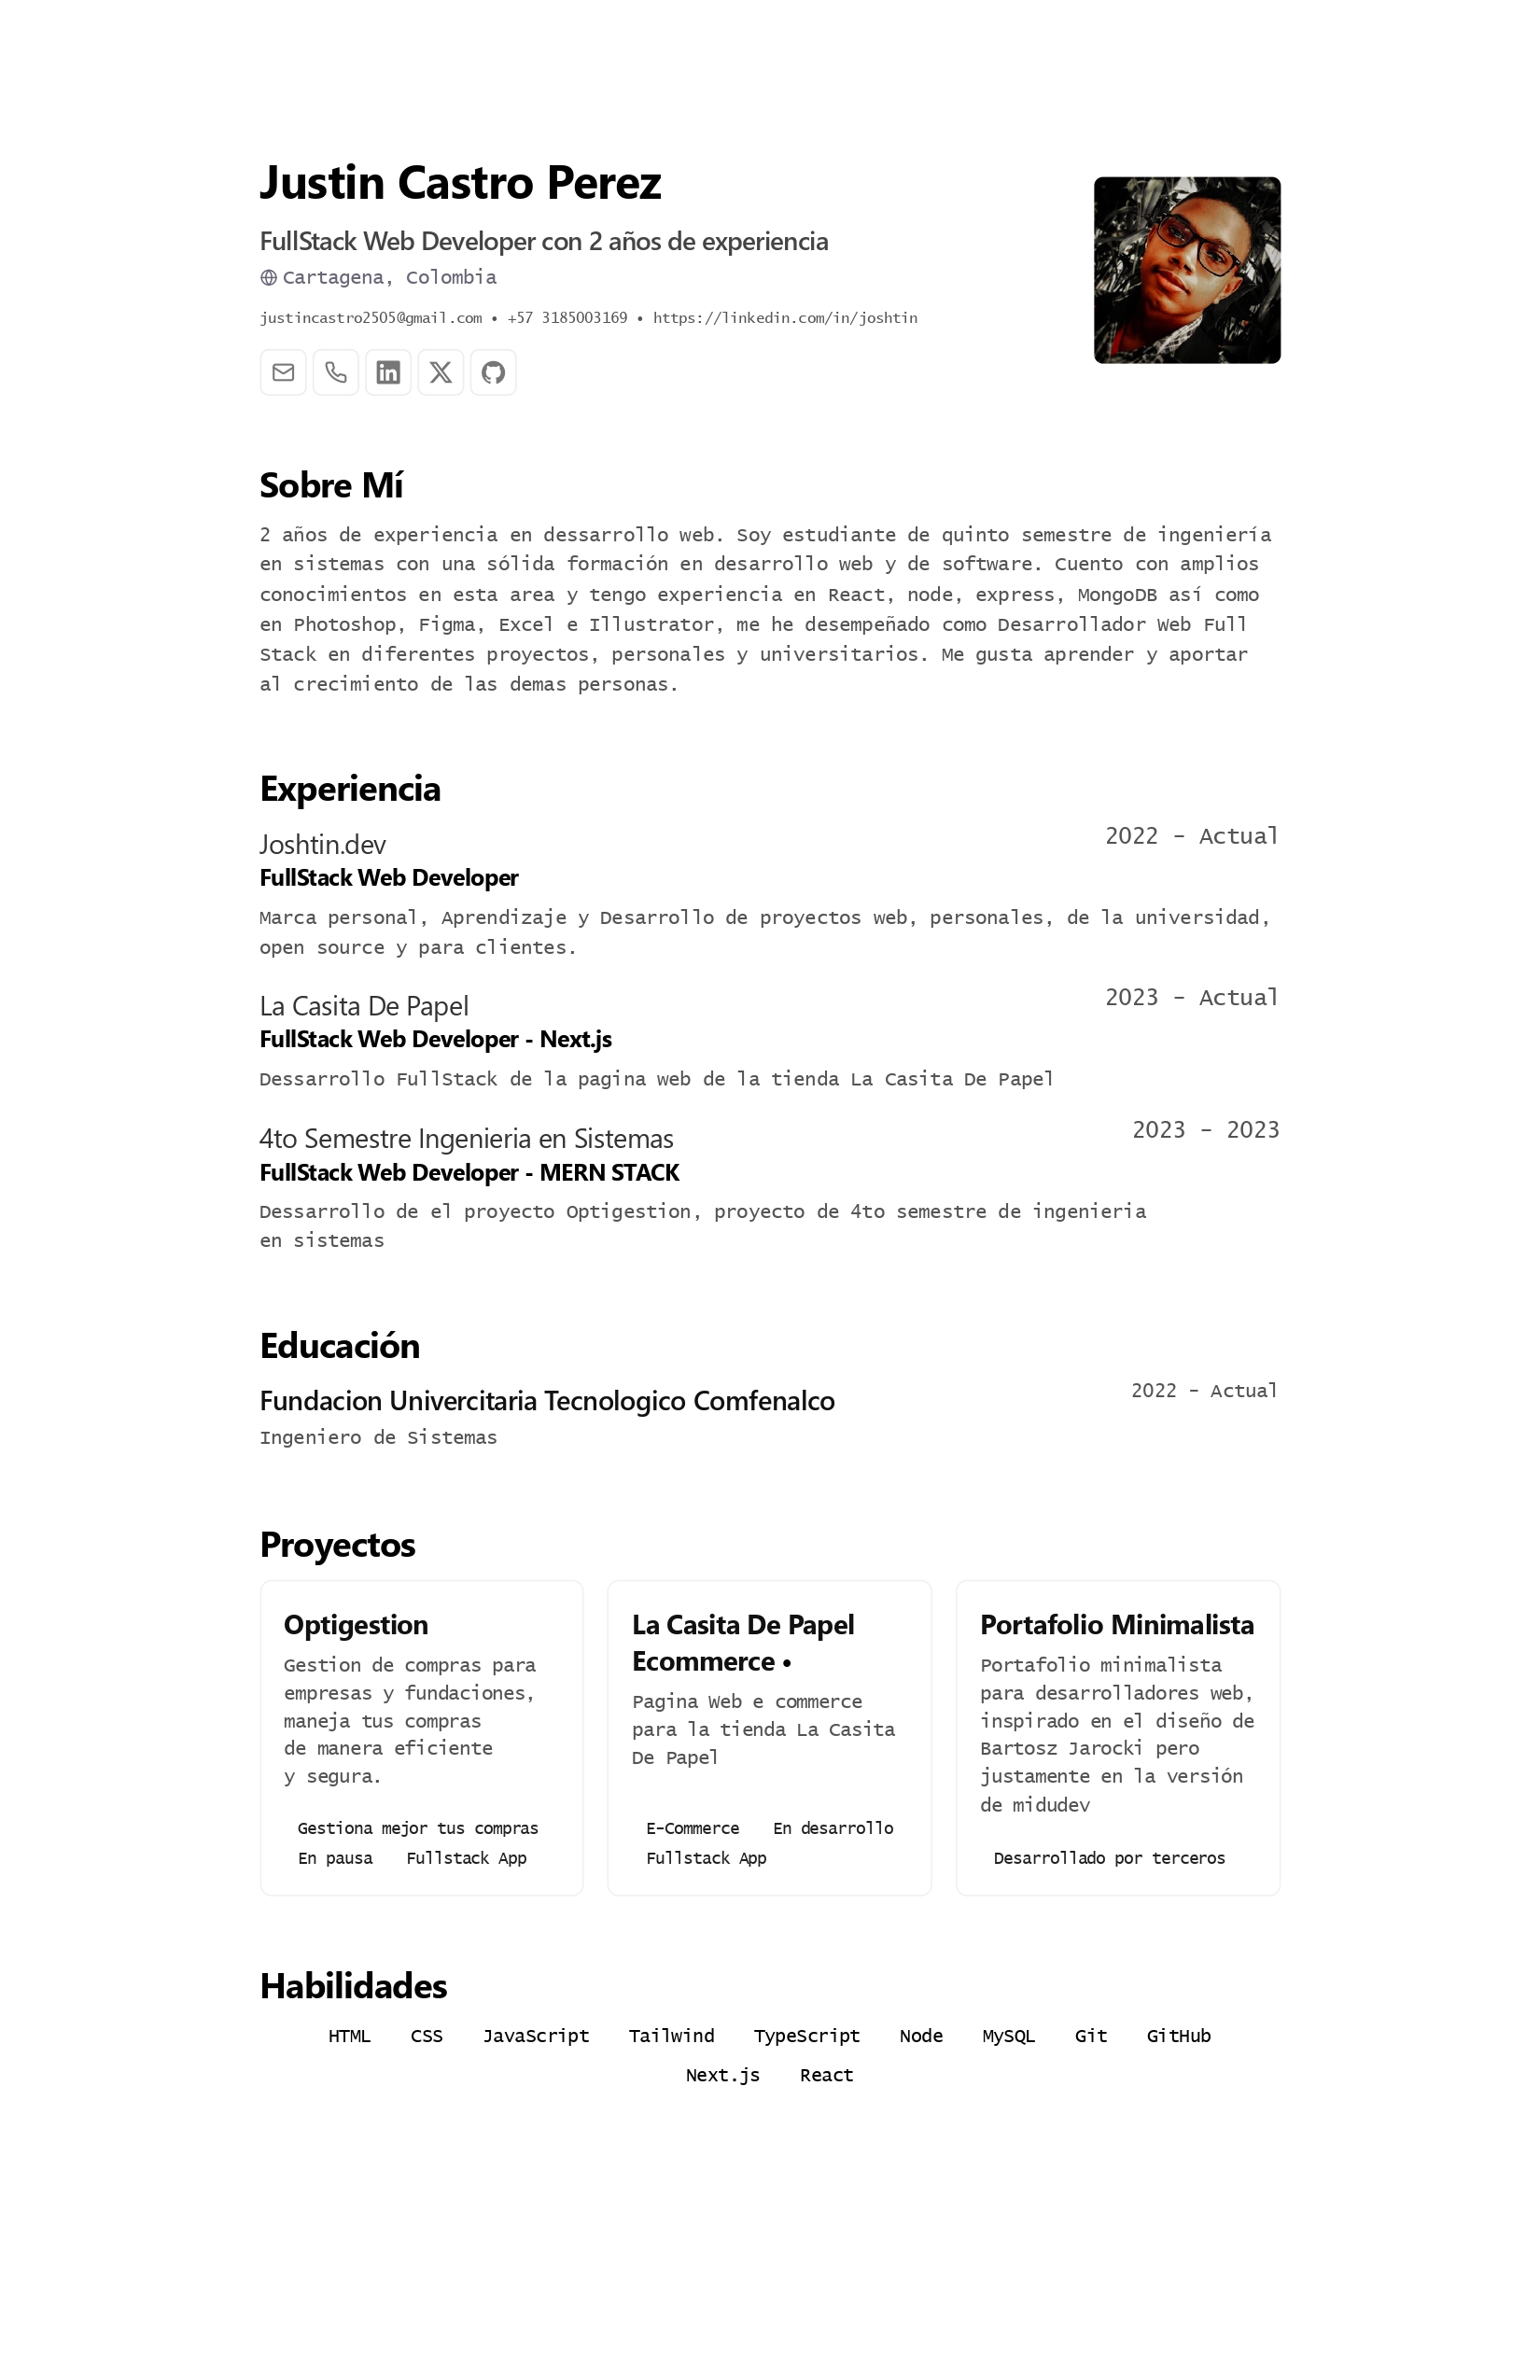 Justin Castro Perez
FullStack Web Developer con 2 años de experiencia
Cartagena, Colombia
justincastro2505@gmail.com • +57 3185003169 • https://linkedin.com/in/joshtin
Sobre Mí
2 años de experiencia en dessarrollo web. Soy estudiante de quinto semestre de ingeniería
en sistemas con una sólida formación en desarrollo web y de software. Cuento con amplios
conocimientos en esta area y tengo experiencia en React, node, express, MongoDB así como
en Photoshop, Figma, Excel e Illustrator, me he desempeñado como Desarrollador Web Full
Stack en diferentes proyectos, personales y universitarios. Me gusta aprender y aportar
al crecimiento de las demas personas.
Experiencia
Joshtin.dev 2022 - Actual
FullStack Web Developer
Marca personal, Aprendizaje y Desarrollo de proyectos web, personales, de la universidad,
open source y para clientes.
La Casita De Papel 2023 - Actual
FullStack Web Developer - Next.js
Dessarrollo FullStack de la pagina web de la tienda La Casita De Papel
4to Semestre Ingenieria en Sistemas 2023 - 2023
FullStack Web Developer - MERN STACK
Dessarrollo de el proyecto Optigestion, proyecto de 4to semestre de ingenieria
en sistemas
Educación
Fundacion Univercitaria Tecnologico Comfenalco 2022 - Actual
Ingeniero de Sistemas
Proyectos
Optigestion
Gestion de compras para
empresas y fundaciones,
maneja tus compras
de manera eficiente
y segura.
Gestiona mejor tus compras
En pausa Fullstack App
La Casita De Papel
Ecommerce •
Pagina Web e commerce
para la tienda La Casita
De Papel
E-Commerce En desarrollo
Fullstack App
Portafolio Minimalista
Portafolio minimalista
para desarrolladores web,
inspirado en el diseño de
Bartosz Jarocki pero
justamente en la versión
de midudev
Desarrollado por terceros
Habilidades
HTML CSS JavaScript Tailwind TypeScript Node MySQL Git GitHub
Next.js React